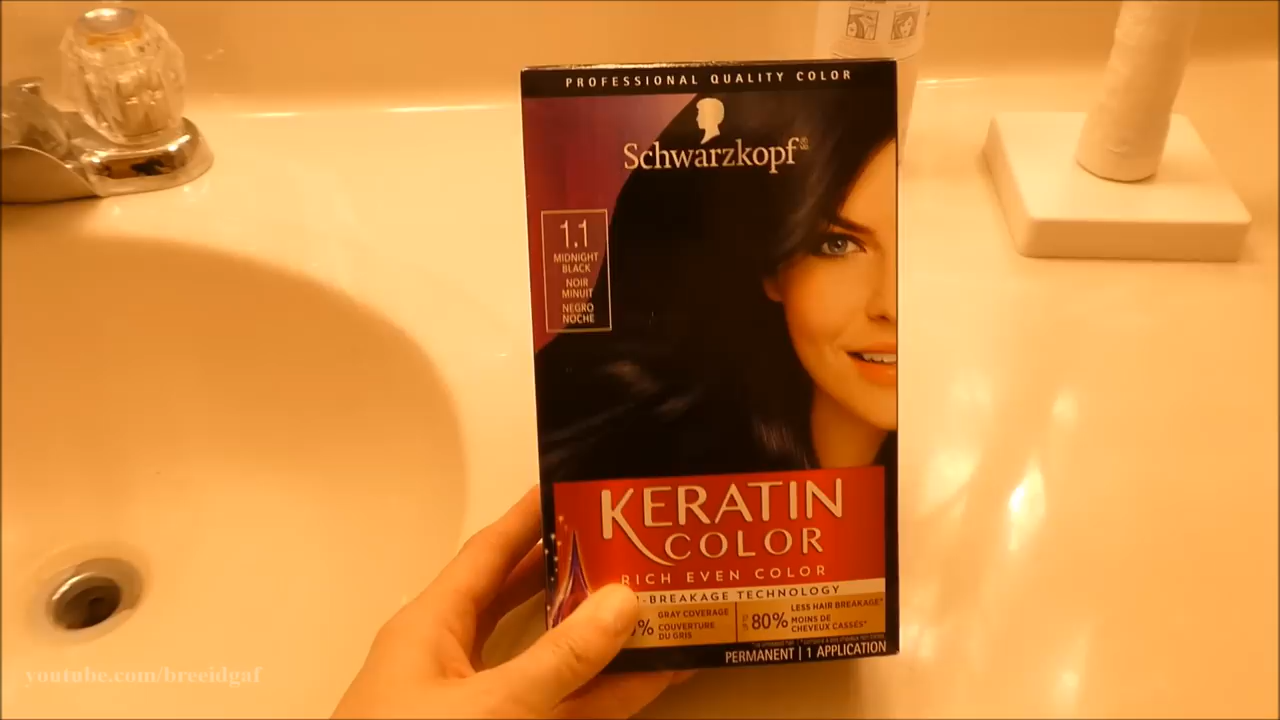 PROFESSIONAL QUALITY COLOR
Schwarzkopf
1.1
MIDNIGHT
BLACK
NOIR
MINUIT
NEGRO
NOCHE
KERATIN
COLOR
RICH EVEN COLOR
-BREAKAGE TECHNOLOGY
% GRAY COVERAGE
COUVERTURE
DU GRIS
80% LESS HAIR BREAKAGE*
MOINS DE
CHEVEUX CASSÉS*
PERMANENT | 1 APPLICATION
youtube.com/breeidgaf